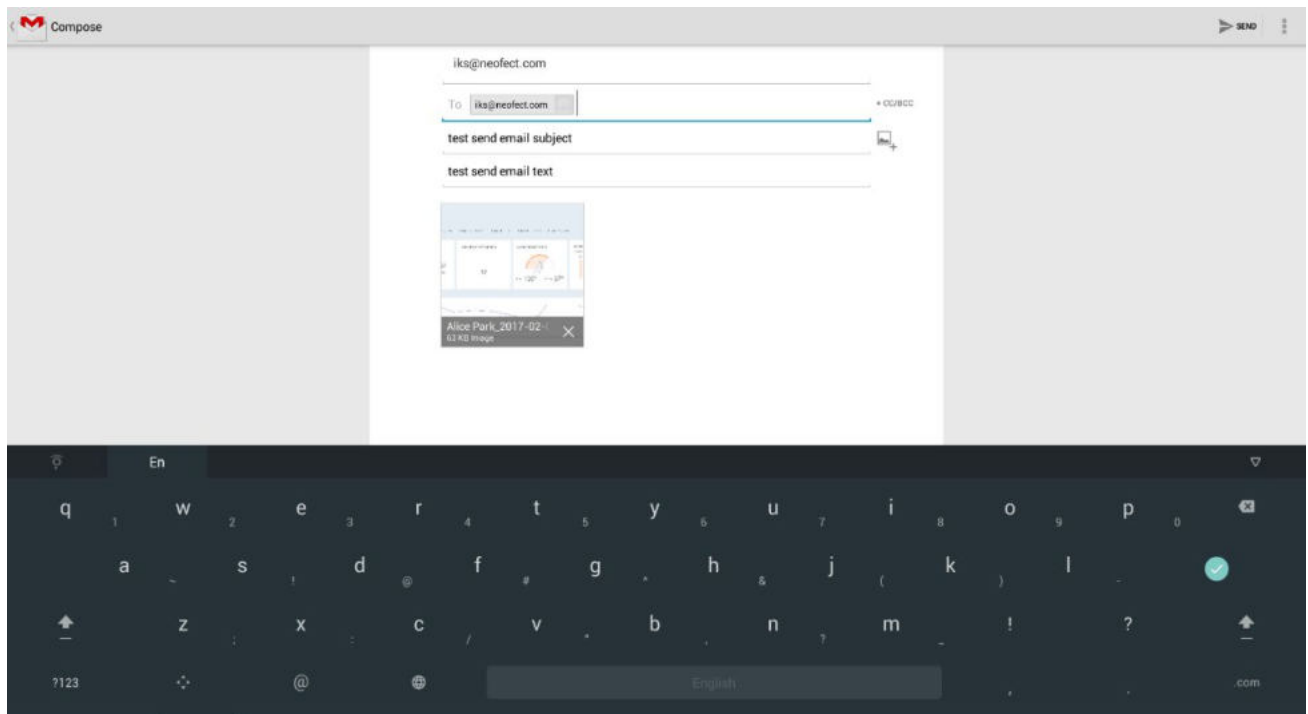 Compose
SEND
iks@neofect.com
To iks@neofect.com
+ CC/BCC
test send email subject
test send email text
Alice Park_2017-02-
63 KB Image
En
q 1 w 2 e 3 r 4 t 5 y 6 u 7 i 8 o 9 p 0
a ~ s ! d @ f # g * h & j ( k ) l -
z ; x : c / v b n ? m _ ! ?
?123 @ English , . .com